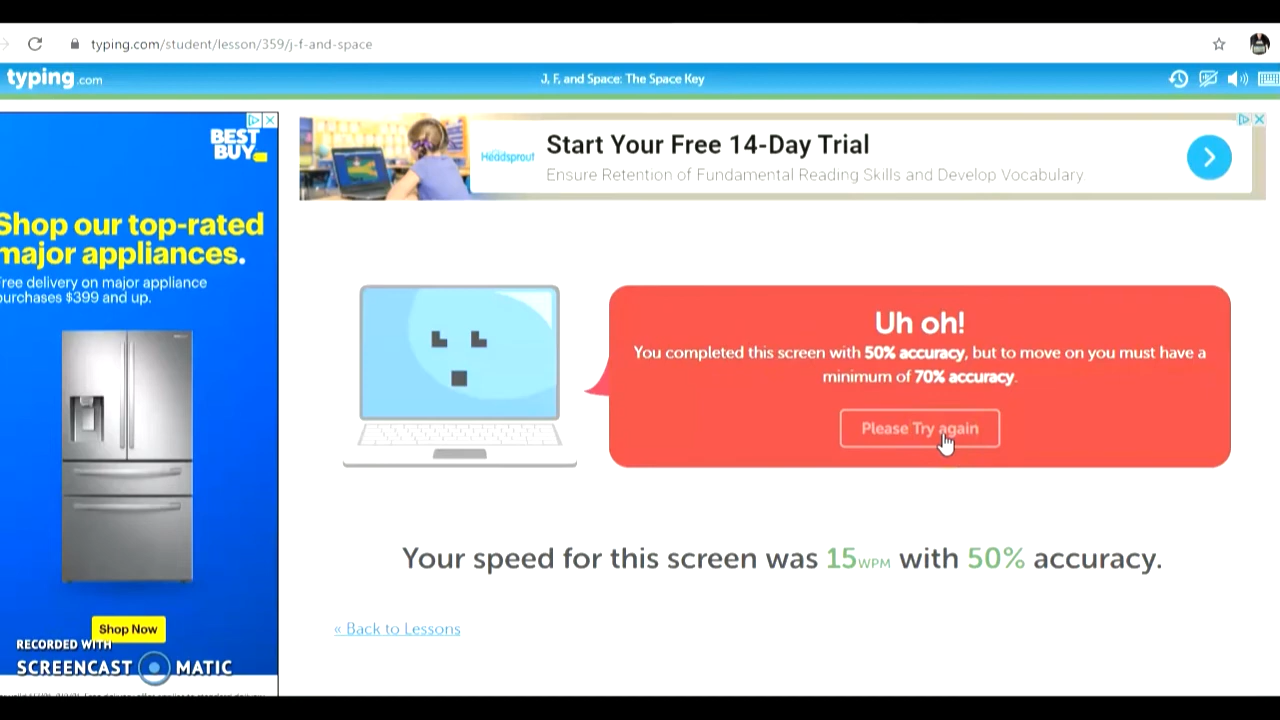 typing.com/student/lesson/359/j-f-and-space
typing.com
J, F, and Space: The Space Key
BEST
BUY
Shop our top-rated
major appliances.
Free delivery on major appliance
purchases $399 and up.
Shop Now
RECORDED WITH
SCREENCAST MATIC
Headsprout
Start Your Free 14-Day Trial
Ensure Retention of Fundamental Reading Skills and Develop Vocabulary
Uh oh!
You completed this screen with 50% accuracy, but to move on you must have a
minimum of 70% accuracy.
Please Try again
Your speed for this screen was 15WPM with 50% accuracy.
« Back to Lessons